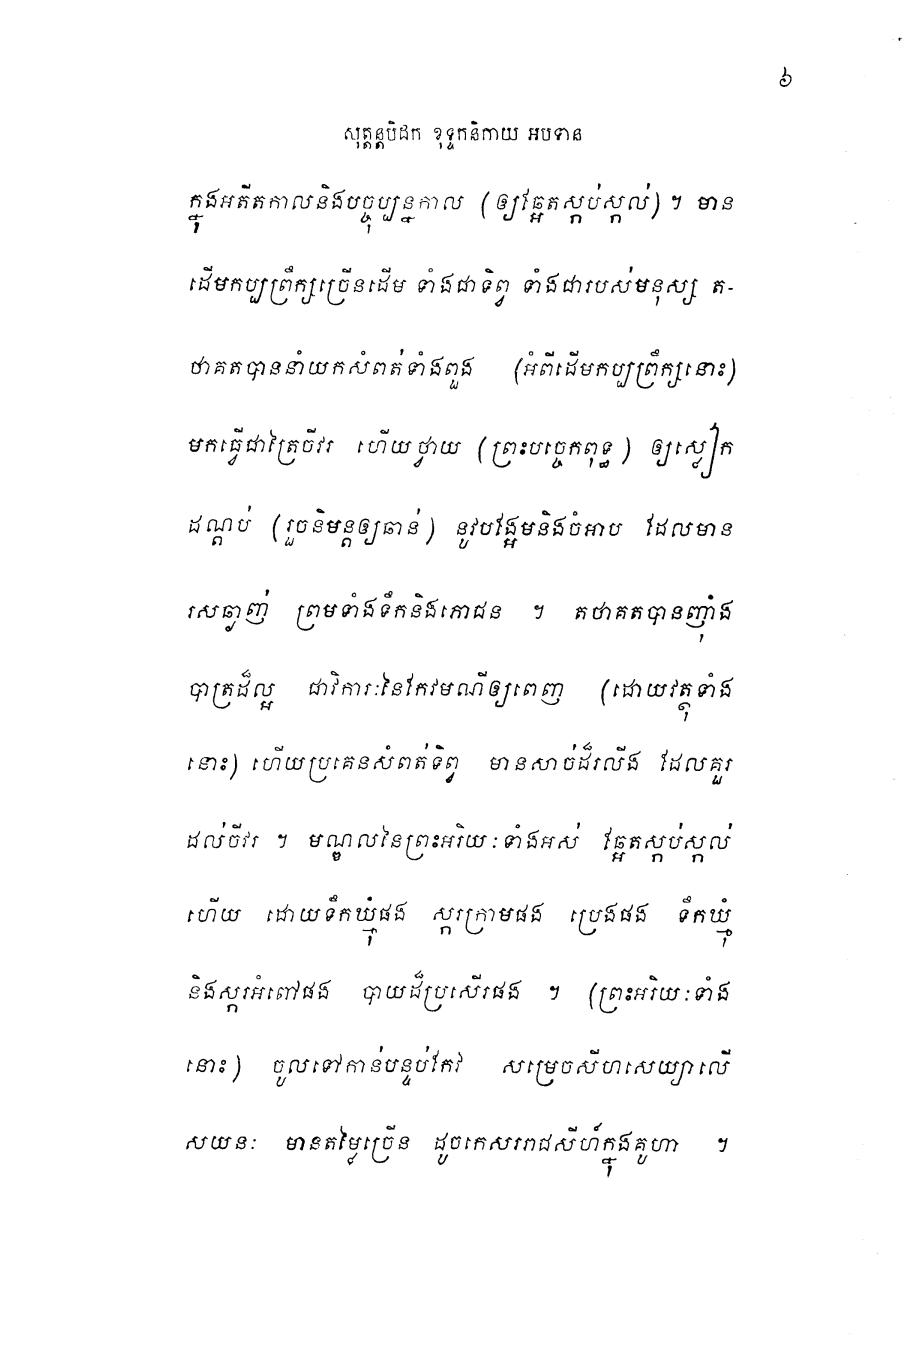 ៦
សុត្តន្តបិដក ខុទ្ទកនិកាយ អបទាន
ក្នុងអតីតកាលនិងបច្ចុប្បន្នកាល (ឲ្យឆ្អែតស្កប់ស្កល់) ។ មាន
ដើមកប្បព្រឹក្សច្រើនដើម ទាំងជាទិព្វ ទាំងជារបស់មនុស្ស ត-
ថាគតបាននាំយកសំពត់ទាំងពួង (អំពីដើមកប្បព្រឹក្សនោះ)
មកធ្វើជាត្រៃចីវរ ហើយថ្វាយ (ព្រះបច្ចេកពុទ្ធ) ឲ្យស្លៀក
ដណ្តប់ (រួចនិមន្តឲ្យឆាន់) នូវបង្អែមនិងចំអាប ដែលមាន
រសឆ្ងាញ់ ព្រមទាំងទឹកនិងភោជន ។ តថាគតបានញ៉ាំង
បាត្រដ៏ល្អ ជាវិការៈនៃកែវមណីឲ្យពេញ (ដោយវត្ថុទាំង
នោះ) ហើយប្រគេនសំពត់ទិព្វ មានសាច់ដ៏រលីង ដែលគួរ
ដល់ចីវរ ។ មណ្ឌលនៃព្រះអរិយៈទាំងអស់ ឆ្អែតស្កប់ស្កល់
ហើយ ដោយទឹកឃ្មុំផង ស្ករក្រាមផង ប្រេងផង ទឹកឃ្មុំ
និងស្ករអំពៅផង បាយដ៏ប្រសើរផង ។ (ព្រះអរិយៈទាំង
នោះ) ចូលទៅកាន់បន្ទប់កែវ សម្រេចសីហសេយ្យាលើ
សយនៈ មានតម្លៃច្រើន ដូចកេសររាជសីហ៍ក្នុងគូហា ។